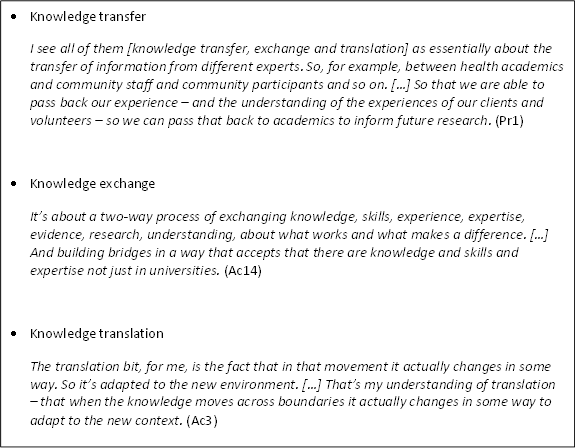 • Knowledge transfer
I see all of them [knowledge transfer, exchange and translation] as essentially about the
transfer of information from different experts. So, for example, between health academics
and community staff and community participants and so on. […] So that we are able to
pass back our experience – and the understanding of the experiences of our clients and
volunteers – so we can pass that back to academics to inform future research. (Pr1)
• Knowledge exchange
It's about a two-way process of exchanging knowledge, skills, experience, expertise,
evidence, research, understanding, about what works and what makes a difference. […]
And building bridges in a way that accepts that there are knowledge and skills and
expertise not just in universities. (Ac14)
• Knowledge translation
The translation bit, for me, is the fact that in that movement it actually changes in some
way. So it's adapted to the new environment. […] That's my understanding of translation
– that when the knowledge moves across boundaries it actually changes in some way to
adapt to the new context. (Ac3)